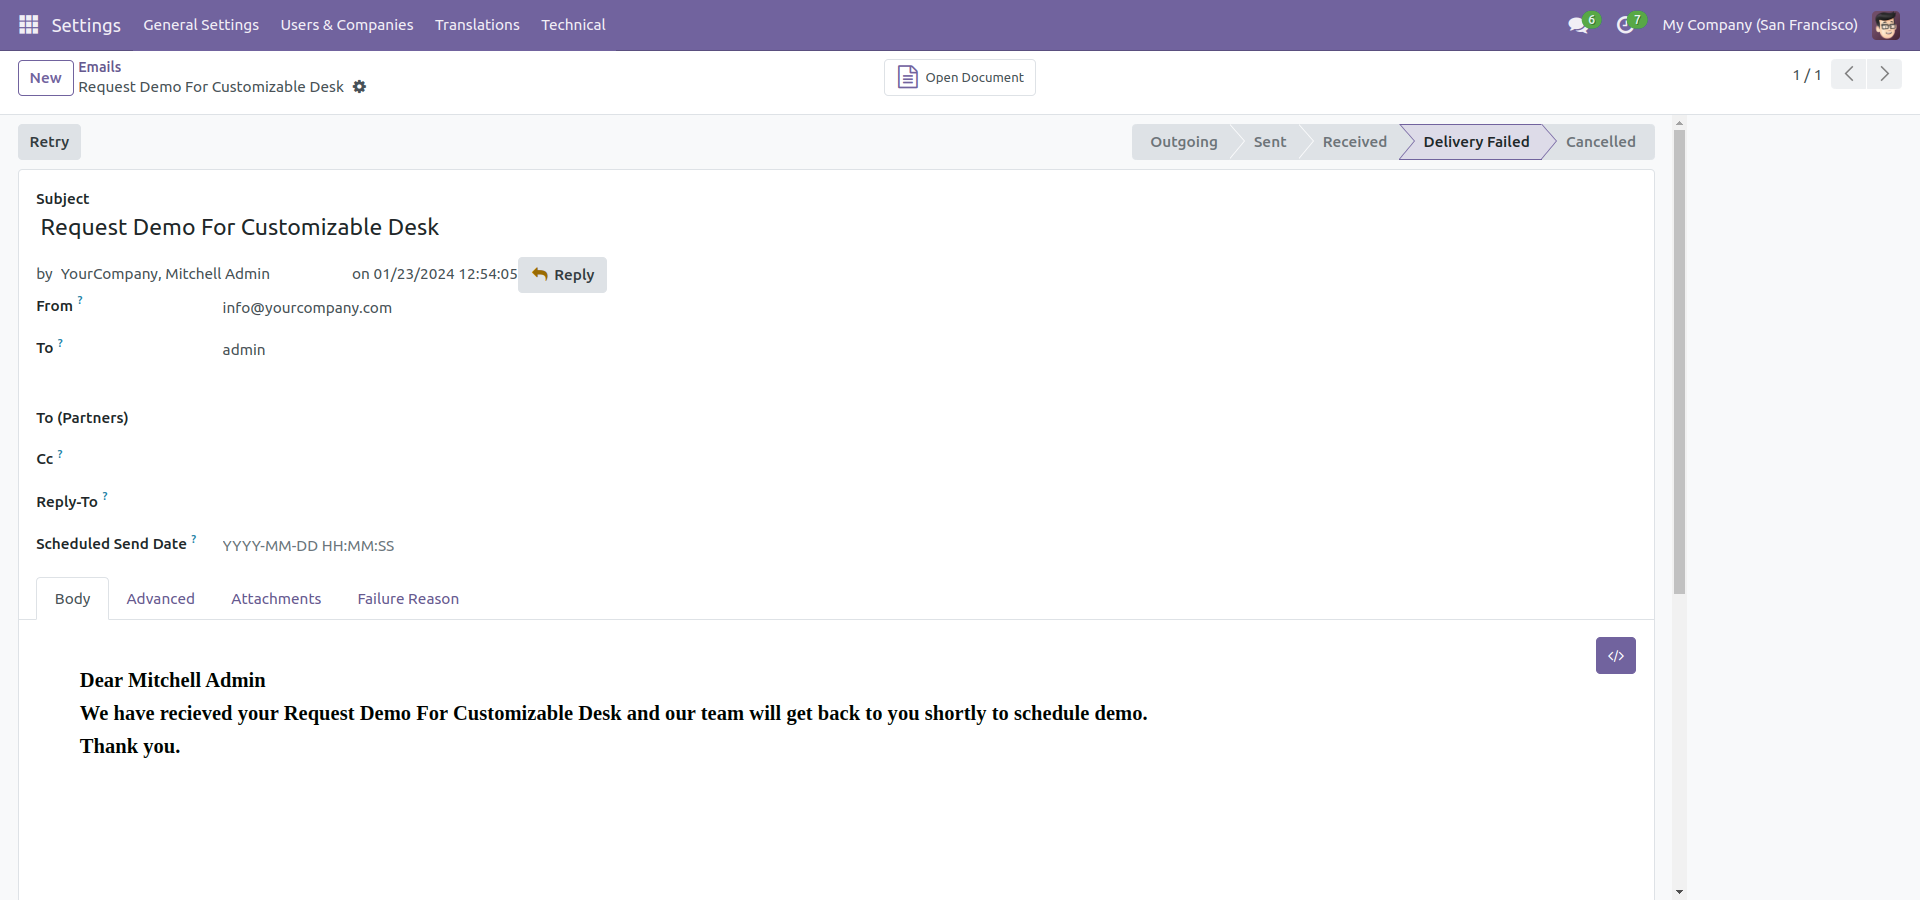 Settings General Settings Users & Companies Translations Technical 6 7 My Company (San Francisco)
New Emails
Request Demo For Customizable Desk
Open Document
1 / 1
Retry
Outgoing Sent Received Delivery Failed Cancelled
Subject
Request Demo For Customizable Desk
by YourCompany, Mitchell Admin on 01/23/2024 12:54:05 Reply
From ? info@yourcompany.com
To ? admin
To (Partners)
Cc ?
Reply-To ?
Scheduled Send Date ? YYYY-MM-DD HH:MM:SS
Body Advanced Attachments Failure Reason
</>
Dear Mitchell Admin
We have recieved your Request Demo For Customizable Desk and our team will get back to you shortly to schedule demo.
Thank you.